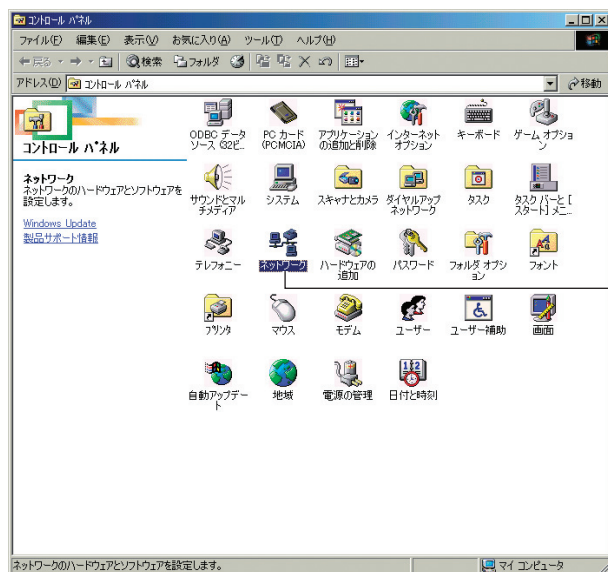 コントロール パネル
ファイル(F) 編集(E) 表示(V) お気に入り(A) ツール(T) ヘルプ(H)
戻る 検索 フォルダ
アドレス(D) コントロール パネル 移動
コントロール パネル
ネットワーク
ネットワークのハードウェアとソフトウェアを
設定します。
Windows Update
製品サポート情報
ODBC データ
ソース (32ビ...
PC カード
(PCMCIA)
アプリケーション
の追加と削除
インターネット
オプション
キーボード
ゲーム オプショ
ン
サウンドとマル
チメディア
システム
スキャナとカメラ
ダイヤルアップ
ネットワーク
タスク
タスク バーと [
スタート] メニ...
テレフォニー
ネットワーク
ハードウェアの
追加
パスワード
フォルダ オプシ
ョン
フォント
プリンタ
マウス
モデム
ユーザー
ユーザー補助
画面
自動アップデー
ト
地域
電源の管理
日付と時刻
ネットワークのハードウェアとソフトウェアを設定します。 マイ コンピュータ